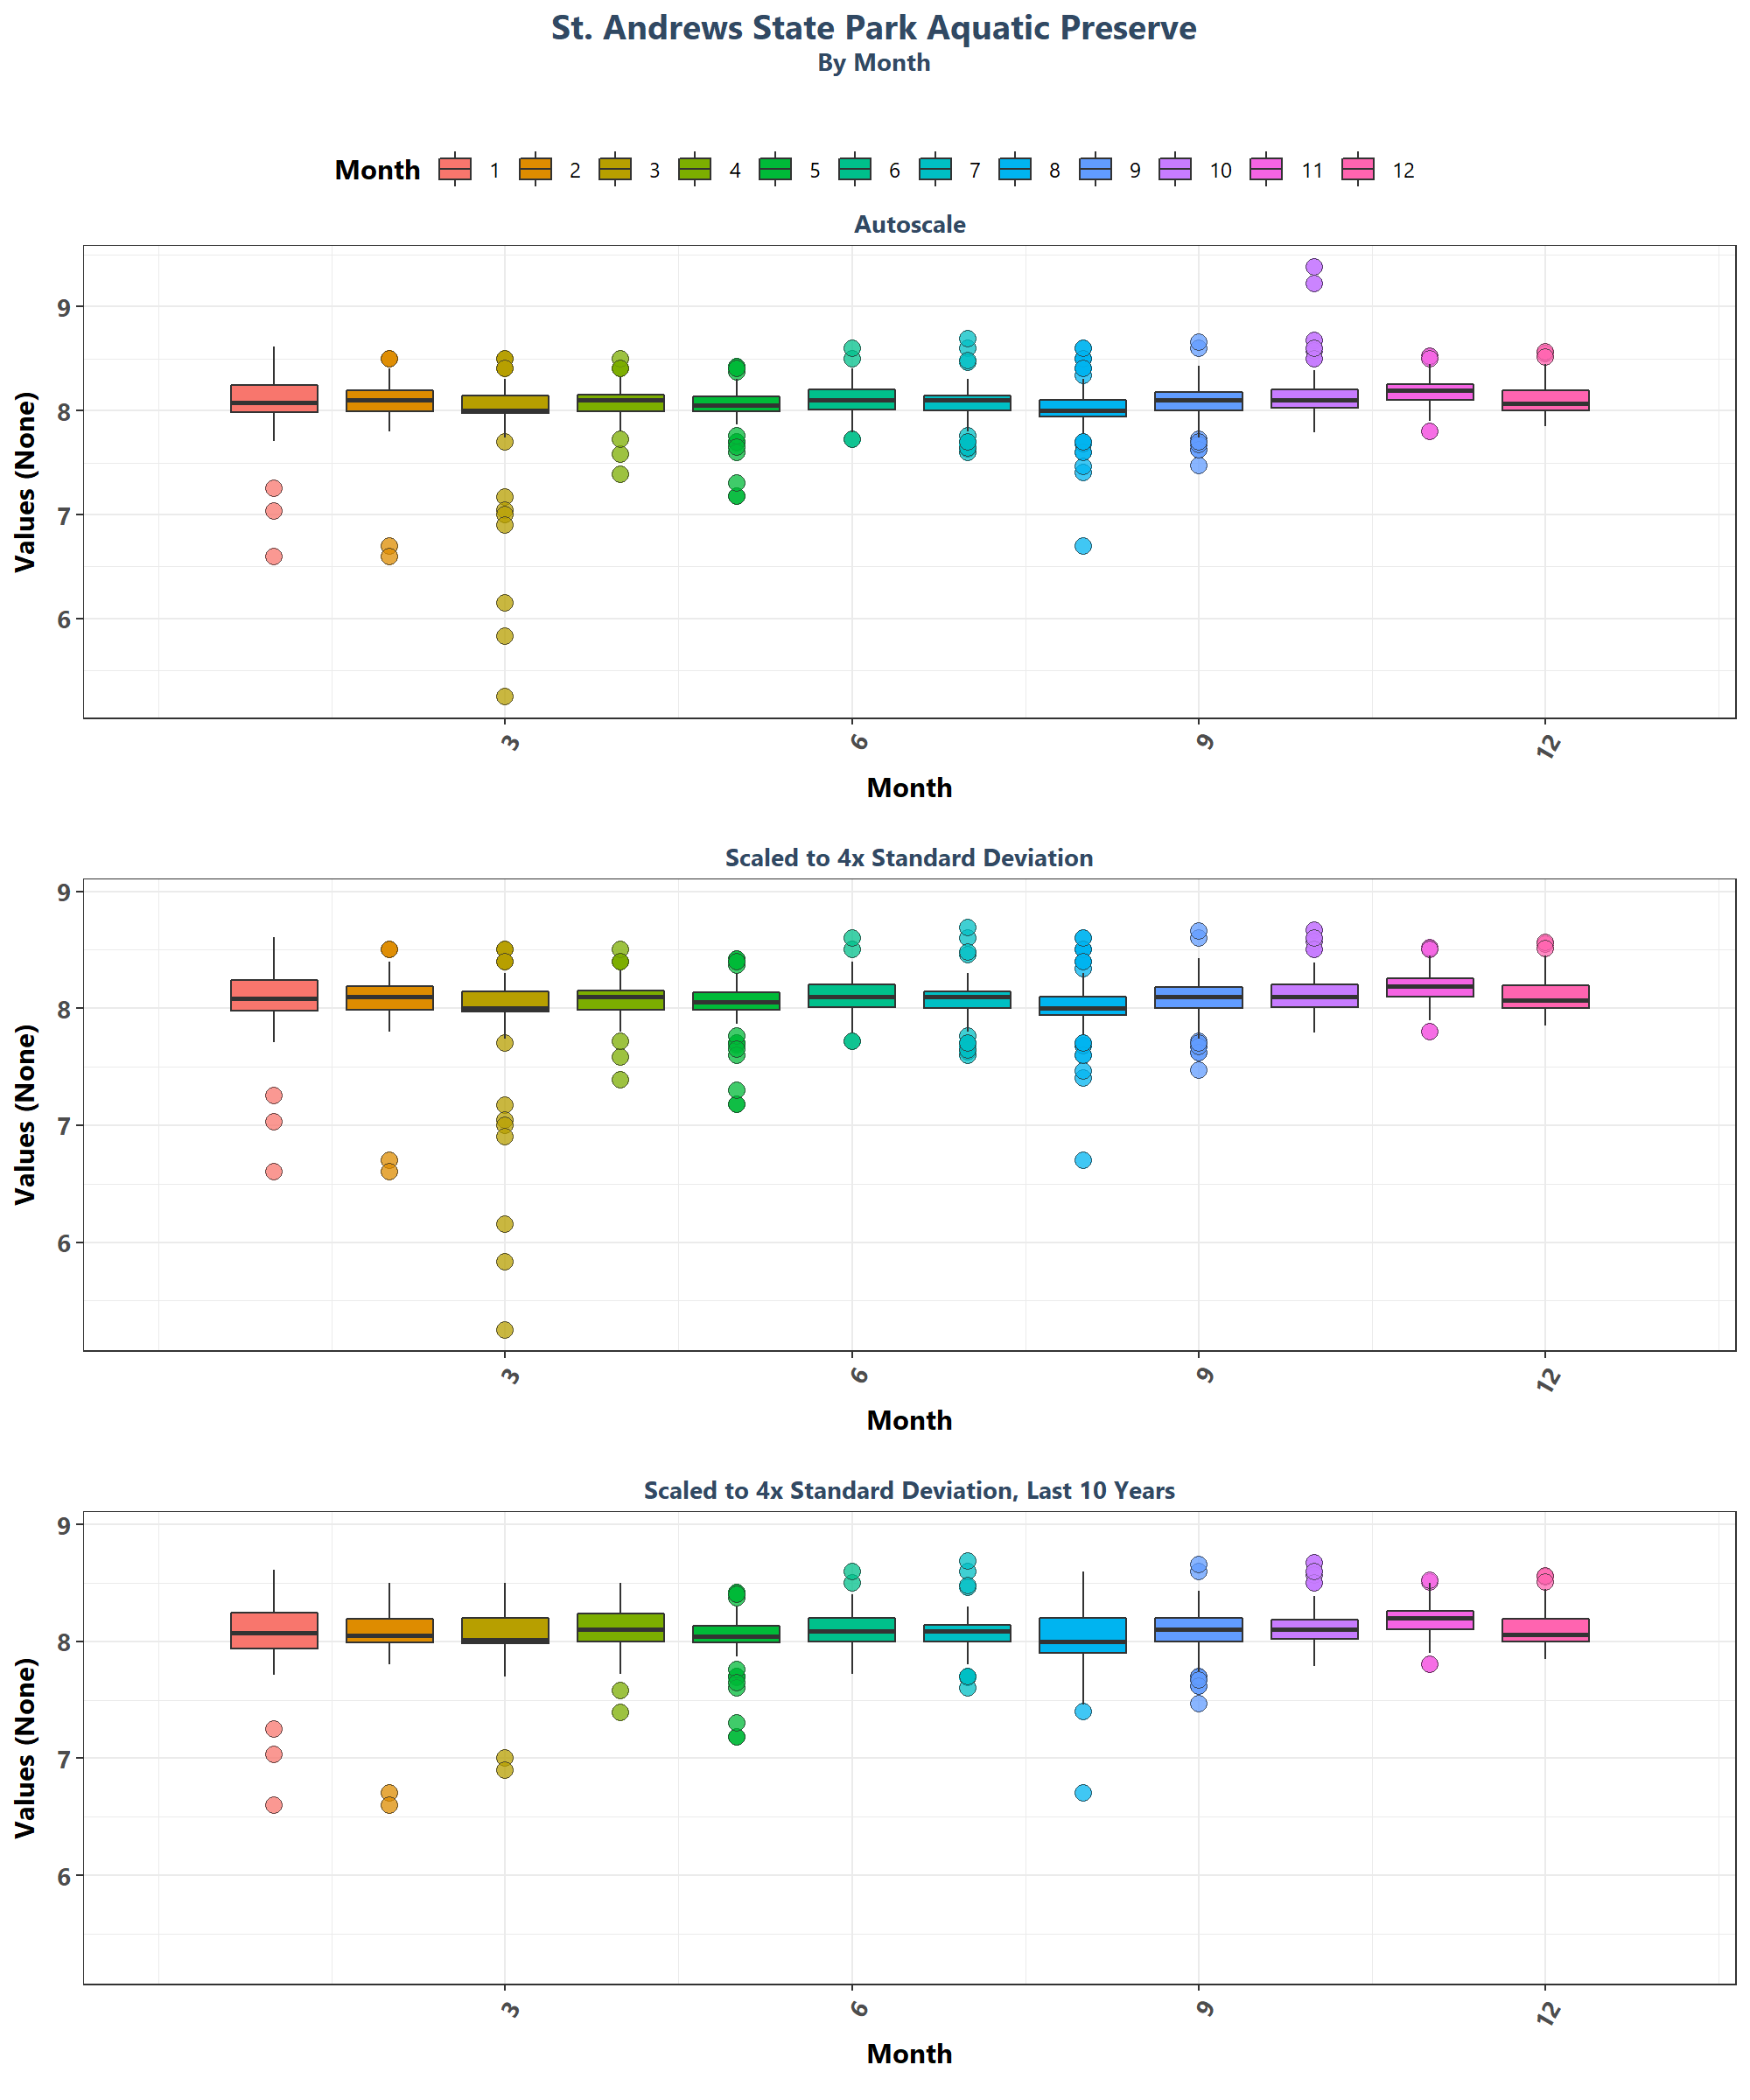 St. Andrews State Park Aquatic Preserve
By Month
Month 1 2 3 4 5 6 7 8 9 10 11 12
Autoscale
Values (None)
9
8
7
6
3 6 9 12
Month
Scaled to 4x Standard Deviation
Values (None)
9
8
7
6
3 6 9 12
Month
Scaled to 4x Standard Deviation, Last 10 Years
Values (None)
9
8
7
6
3 6 9 12
Month